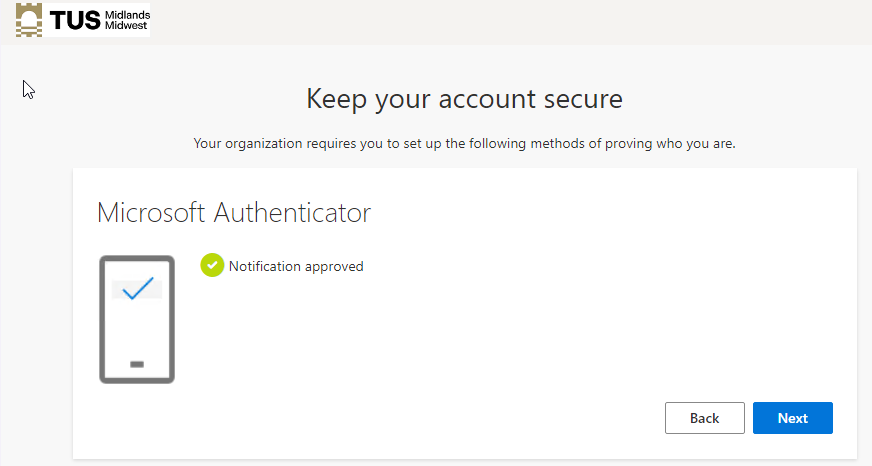 TUS Midlands
Midwest
Keep your account secure
Your organization requires you to set up the following methods of proving who you are.
Microsoft Authenticator
Notification approved
Back Next